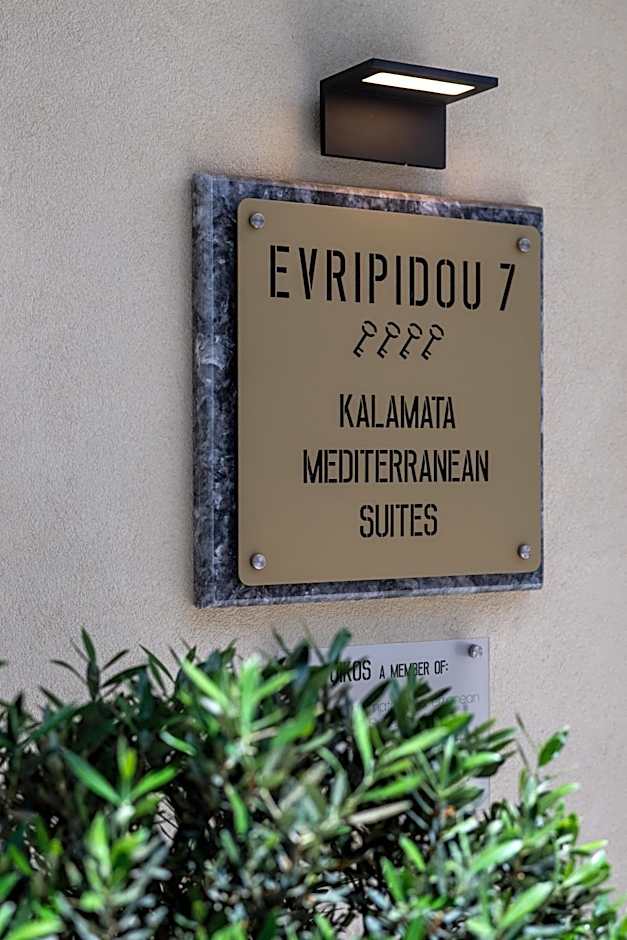 EVRIPIDOU 7
KALAMATA
MEDITERRANEAN
SUITES
OIKOS A MEMBER OF: